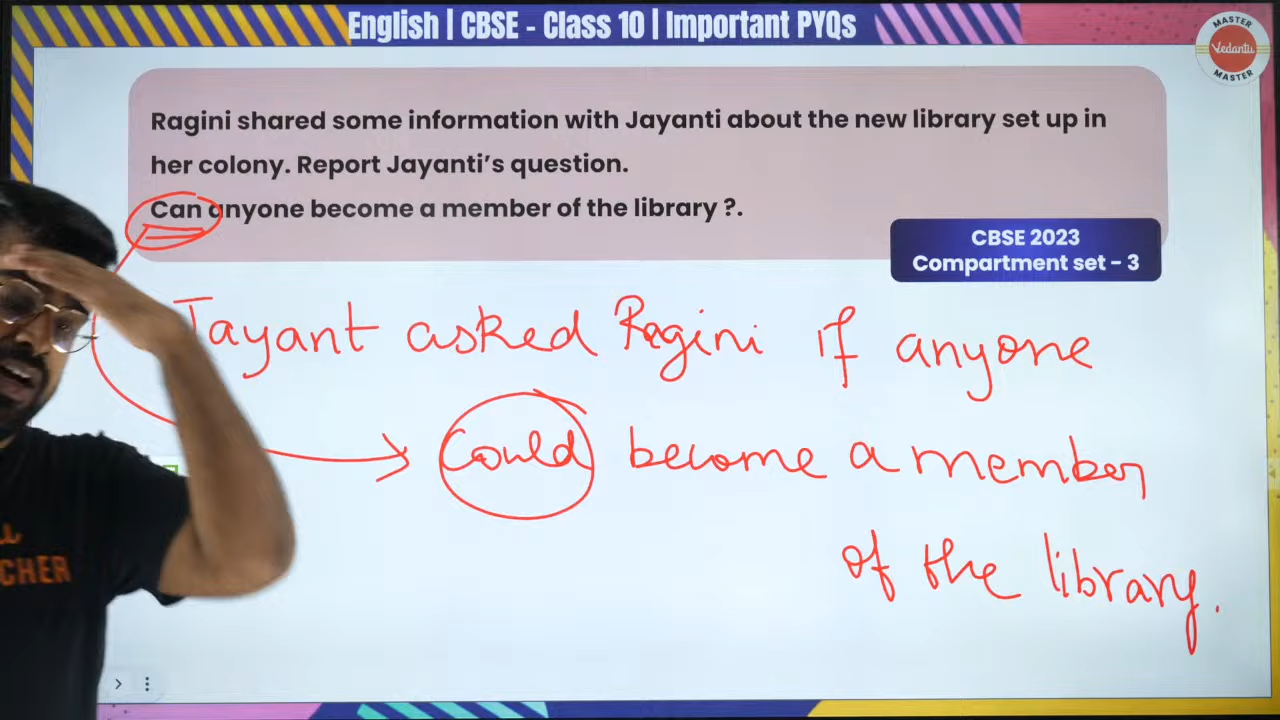 English | CBSE - Class 10 | Important PYQs
MASTER
Vedantu
MASTER
Ragini shared some information with Jayanti about the new library set up in
her colony. Report Jayanti's question.
Can anyone become a member of the library ?.
CBSE 2023
Compartment set - 3
Jayant asked Ragini if anyone
could become a member
of the library.
CHER